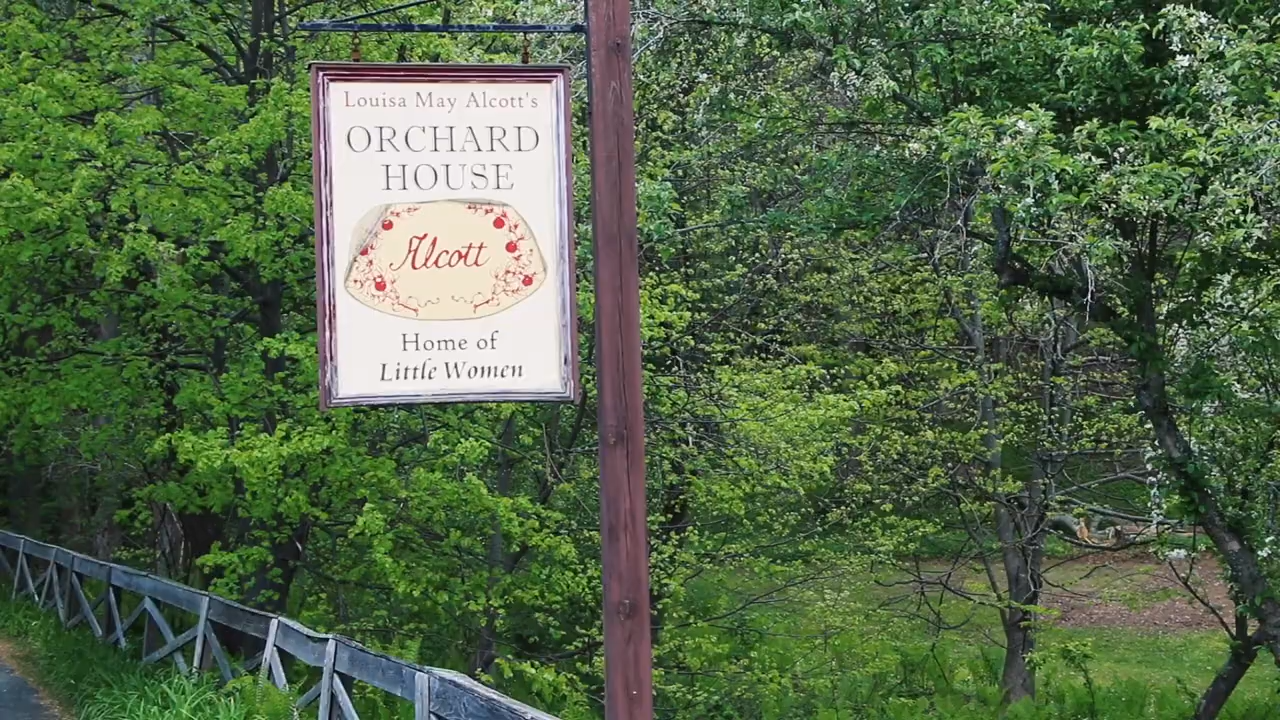 Louisa May Alcott's
ORCHARD
HOUSE
Alcott
Home of
Little Women